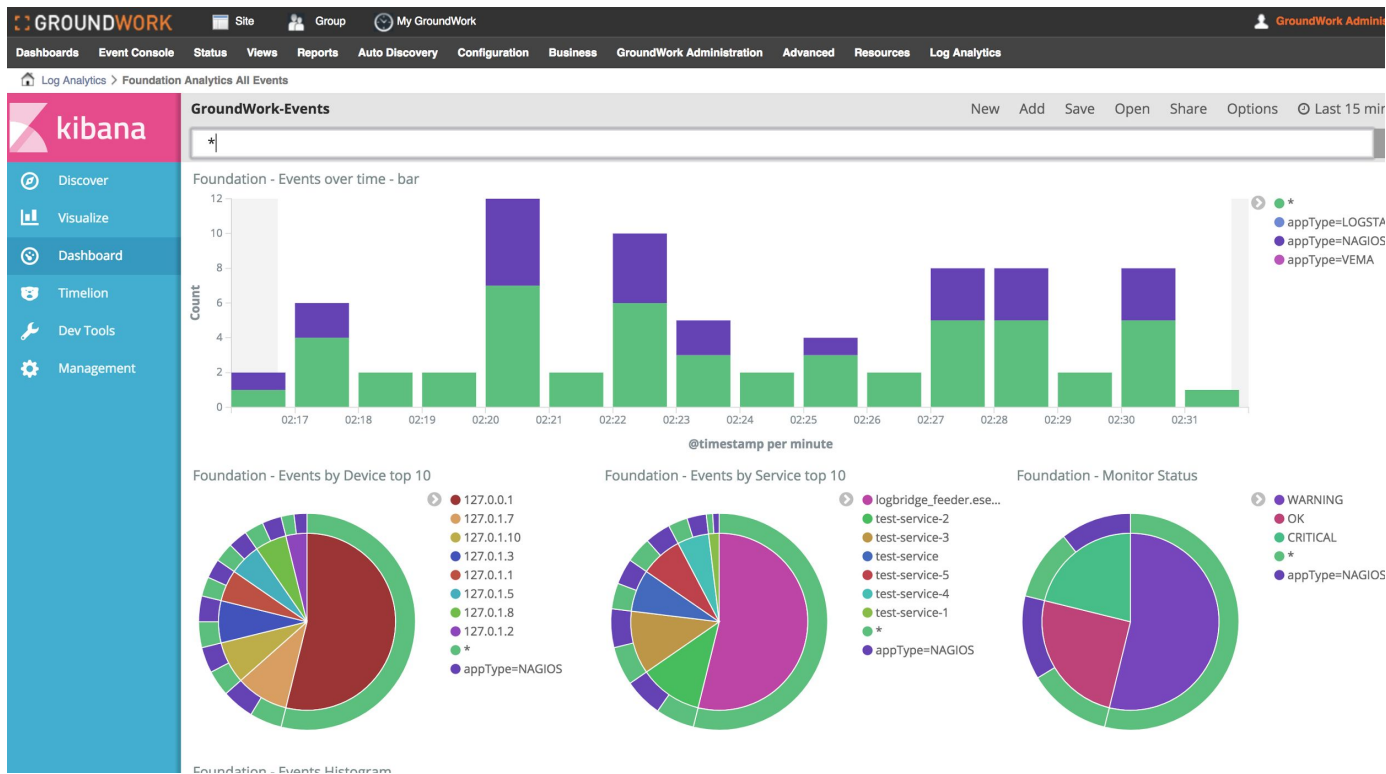 GROUNDWORK Site Group My GroundWork GroundWork Adminis
Dashboards Event Console Status Views Reports Auto Discovery Configuration Business GroundWork Administration Advanced Resources Log Analytics
Log Analytics > Foundation Analytics All Events
kibana
Discover
Visualize
Dashboard
Timelion
Dev Tools
Management
GroundWork-Events New Add Save Open Share Options Last 15 min
*
Foundation - Events over time - bar
12
10
8
6
4
2
0
Count
02:17 02:18 02:19 02:20 02:21 02:22 02:23 02:24 02:25 02:26 02:27 02:28 02:29 02:30 02:31
@timestamp per minute
*
appType=LOGSTA
appType=NAGIOS
appType=VEMA
Foundation - Events by Device top 10
127.0.0.1
127.0.1.7
127.0.1.10
127.0.1.3
127.0.1.1
127.0.1.5
127.0.1.8
127.0.1.2
*
appType=NAGIOS
Foundation - Events by Service top 10
logbridge_feeder.ese...
test-service-2
test-service-3
test-service
test-service-5
test-service-4
test-service-1
*
appType=NAGIOS
Foundation - Monitor Status
WARNING
OK
CRITICAL
*
appType=NAGIOS
Foundation - Events Histogram